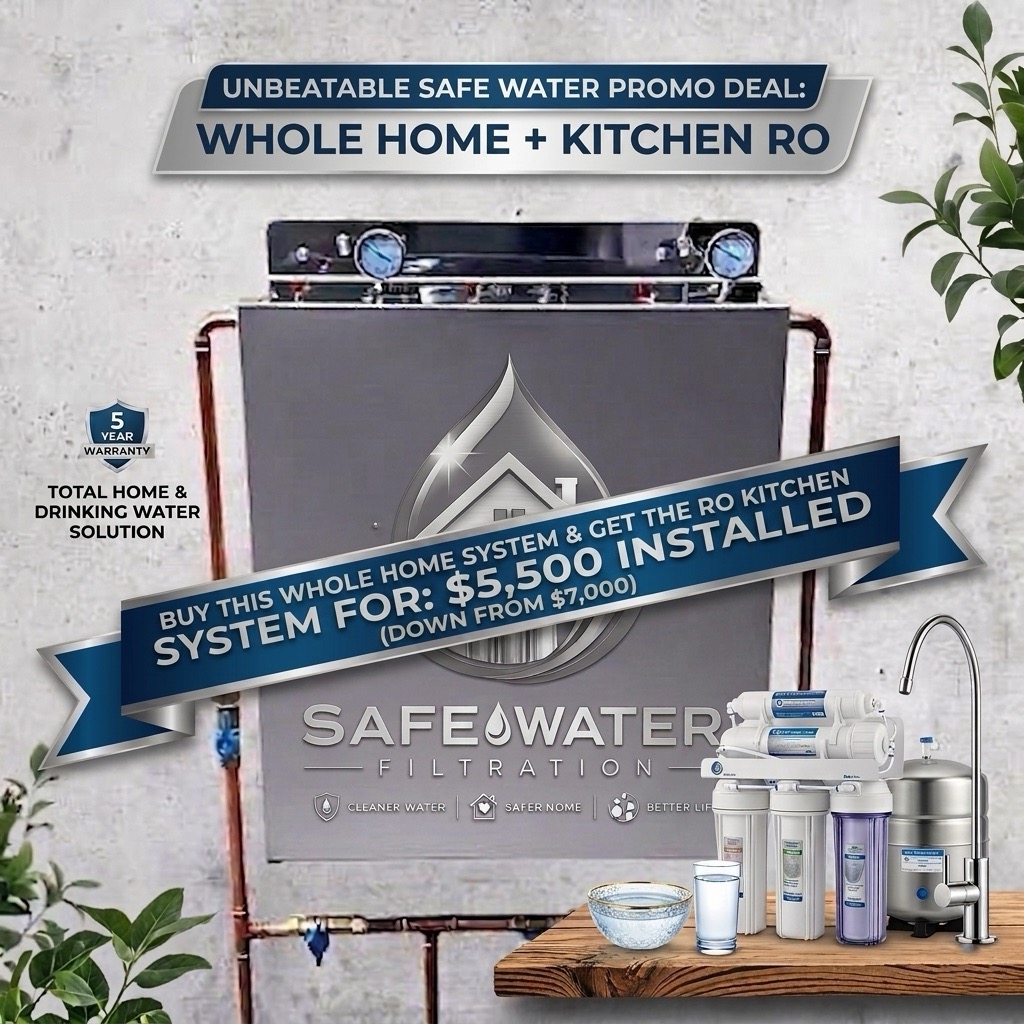 UNBEATABLE SAFE WATER PROMO DEAL:
WHOLE HOME + KITCHEN RO
5
YEAR
WARRANTY
TOTAL HOME &
DRINKING WATER
SOLUTION
BUY THIS WHOLE HOME SYSTEM & GET THE RO KITCHEN
SYSTEM FOR: $5,500 INSTALLED
(DOWN FROM $7,000)
SAFE WATER
FILTRATION
CLEANER WATER | SAFER NOME | BETTER LIF